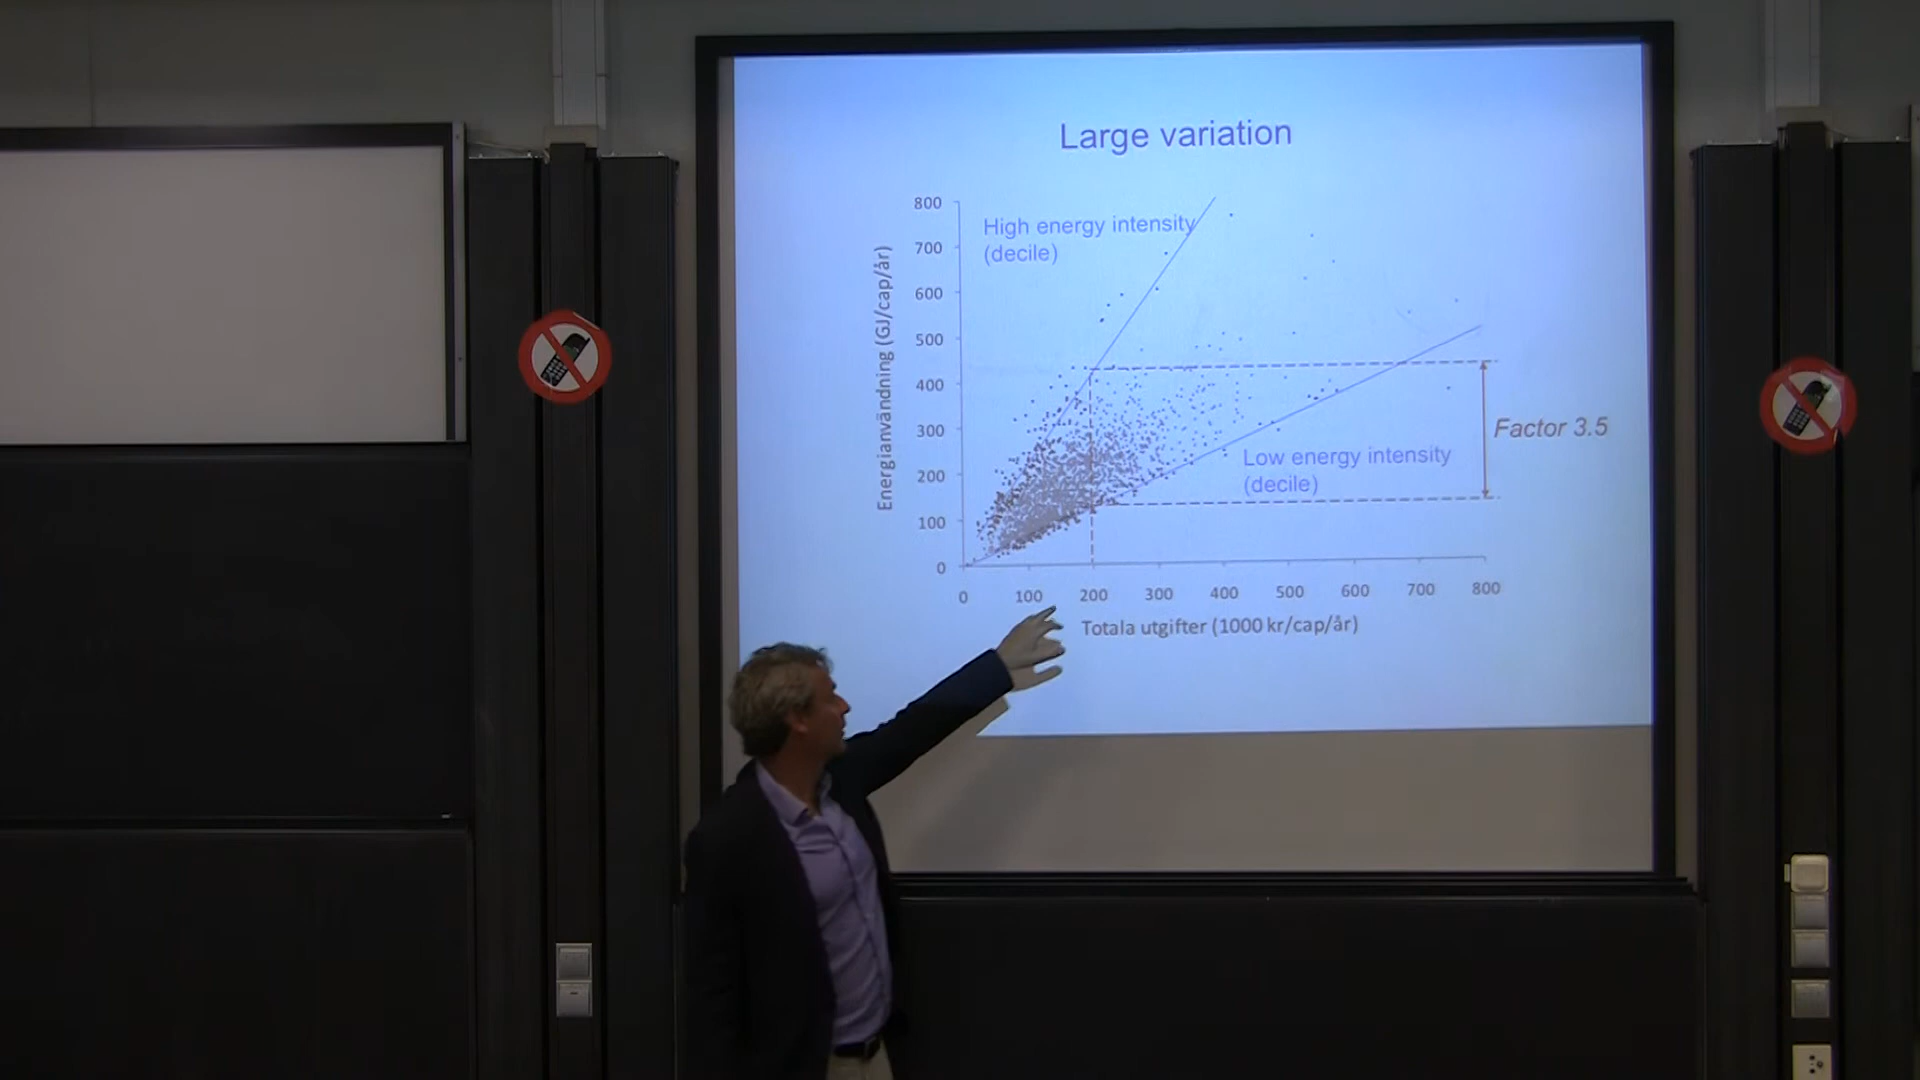 Large variation
800
High energy intensity
(decile)
700
600
500
400
300
200
100
0
Energianvändning (GJ/cap/år)
Factor 3.5
Low energy intensity
(decile)
0 100 200 300 400 500 600 700 800
Totala utgifter (1000 kr/cap/år)